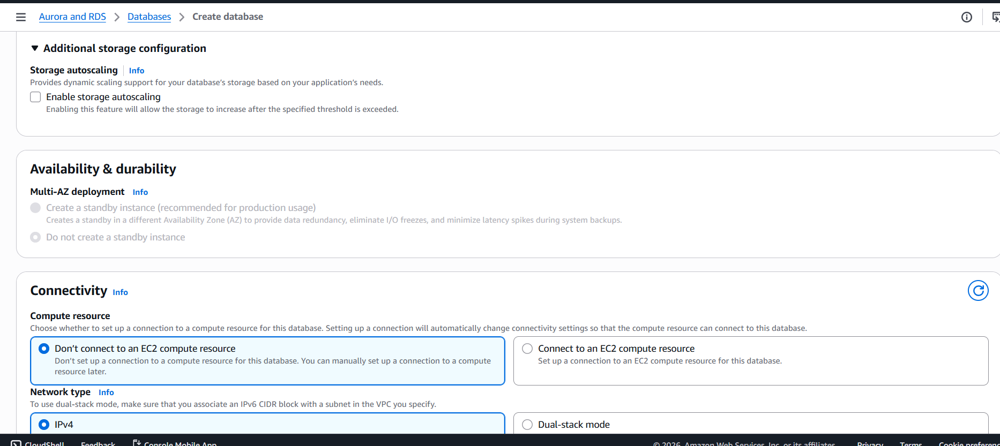 Aurora and RDS > Databases > Create database
Additional storage configuration
Storage autoscaling Info
Provides dynamic scaling support for your database’s storage based on your application’s needs.
Enable storage autoscaling
Enabling this feature will allow the storage to increase after the specified threshold is exceeded.
Availability & durability
Multi-AZ deployment Info
Create a standby instance (recommended for production usage)
Creates a standby in a different Availability Zone (AZ) to provide data redundancy, eliminate I/O freezes, and minimize latency spikes during system backups.
Do not create a standby instance
Connectivity Info
Compute resource
Choose whether to set up a connection to a compute resource for this database. Setting up a connection will automatically change connectivity settings so that the compute resource can connect to this database.
Don’t connect to an EC2 compute resource
Don’t set up a connection to a compute resource for this database. You can manually set up a connection to a compute
resource later.
Connect to an EC2 compute resource
Set up a connection to an EC2 compute resource for this database.
Network type Info
To use dual-stack mode, make sure that you associate an IPv6 CIDR block with a subnet in the VPC you specify.
IPv4
Dual-stack mode
CloudShell Feedback Console Mobile App © 2026, Amazon Web Services, Inc. or its affiliates. Privacy Terms Cookie